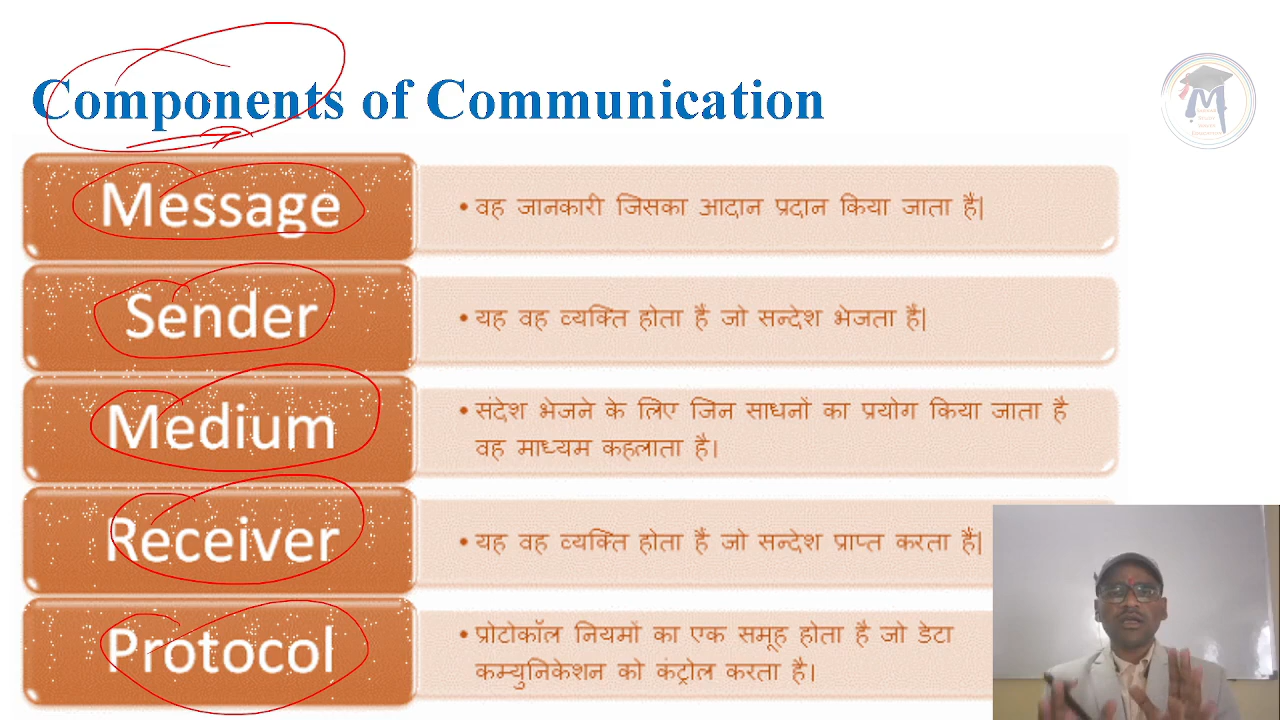 Components of Communication
Message
• वह जानकारी जिसका आदान प्रदान किया जाता हैं|
Sender
• यह वह व्यक्ति होता हैं जो सन्देश भेजता हैं|
Medium
• संदेश भेजने के लिए जिन साधनों का प्रयोग किया जाता है
वह माध्यम कहलाता है।
Receiver
• यह वह व्यक्ति होता हैं जो सन्देश प्राप्त करता हैं|
Protocol
• प्रोटोकॉल नियमों का एक समूह होता है जो डेटा
कम्युनिकेशन को कंट्रोल करता है।
M